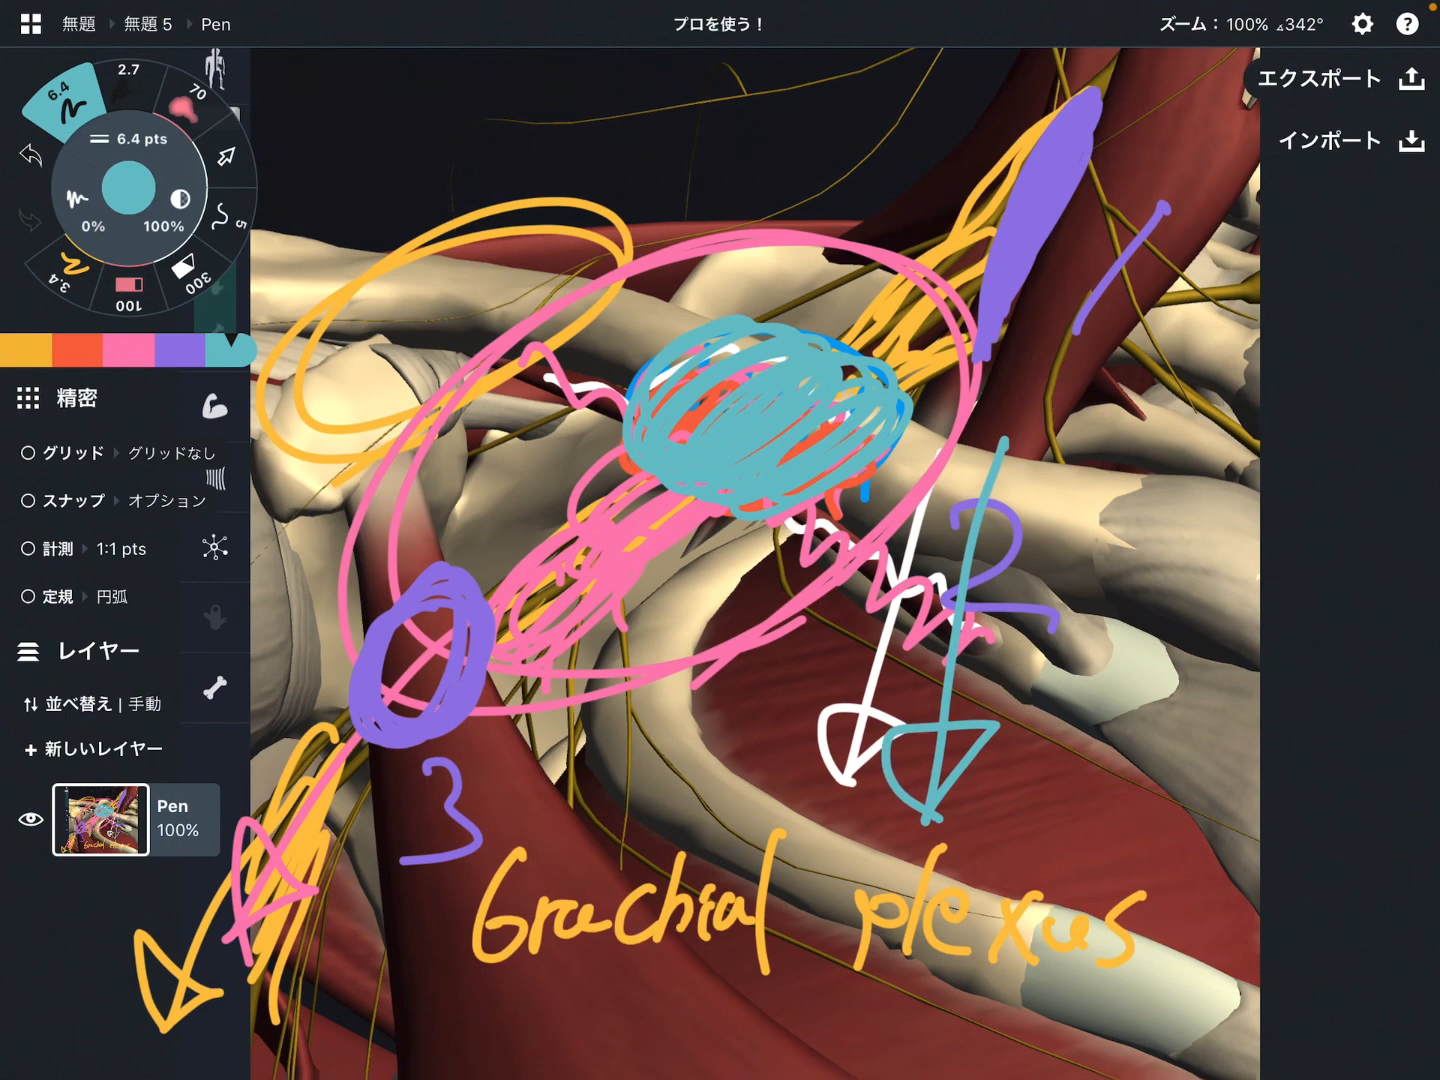 無題 無題 5 Pen プロを使う! ズーム： 100% ⦟342°
エクスポート
インポート
2.7
6.4
70
6.4 pts
0% 100%
5
3.4
100
300
精密
グリッド グリッドなし
スナップ オプション
計測 1:1 pts
定規 円弧
レイヤー
並べ替え | 手動
+ 新しいレイヤー
Pen
100%
1
2
3
brachial plexus